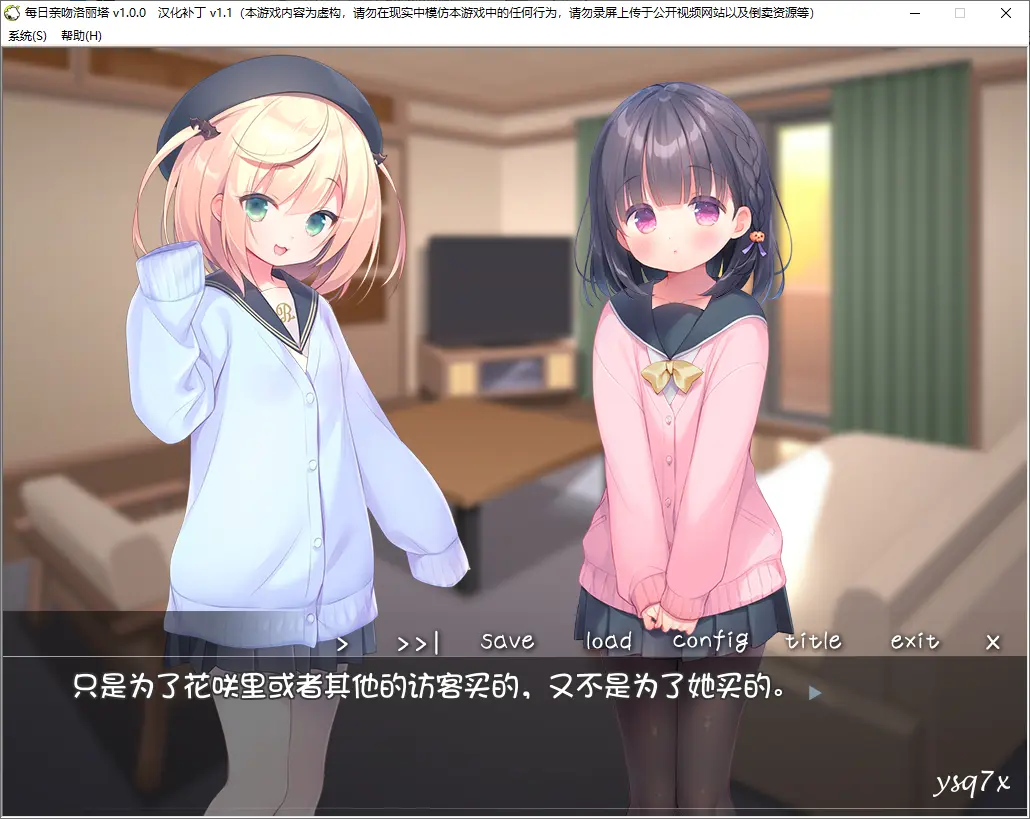 每日亲吻洛丽塔 v1.0.0 汉化补丁 v1.1（本游戏内容为虚构，请勿在现实中模仿本游戏中的任何行为，请勿录屏上传于公开视频网站以及倒卖资源等）
系统(S) 帮助(H)
> >>| save load config title exit x
只是为了花咲里或者其他的访客买的，又不是为了她买的。
ysq7x